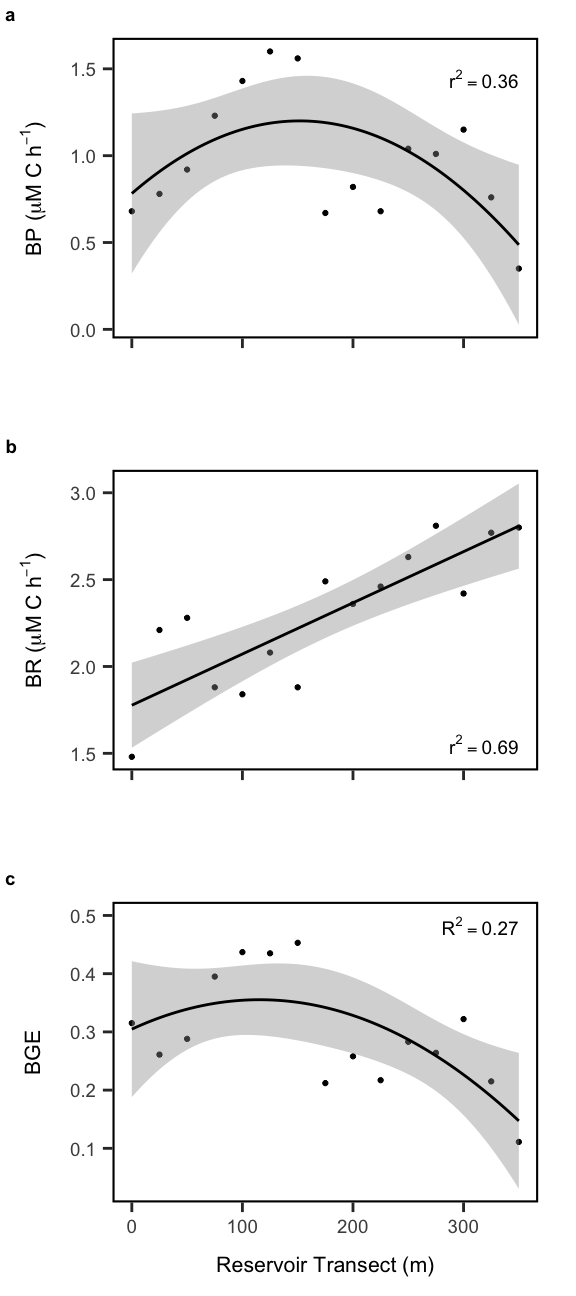 a
1.5
1.0
0.5
0.0
BP (μM C h⁻¹)
r² = 0.36
b
3.0
2.5
2.0
1.5
BR (μM C h⁻¹)
r² = 0.69
c
0.5
0.4
0.3
0.2
0.1
BGE
R² = 0.27
0 100 200 300
Reservoir Transect (m)